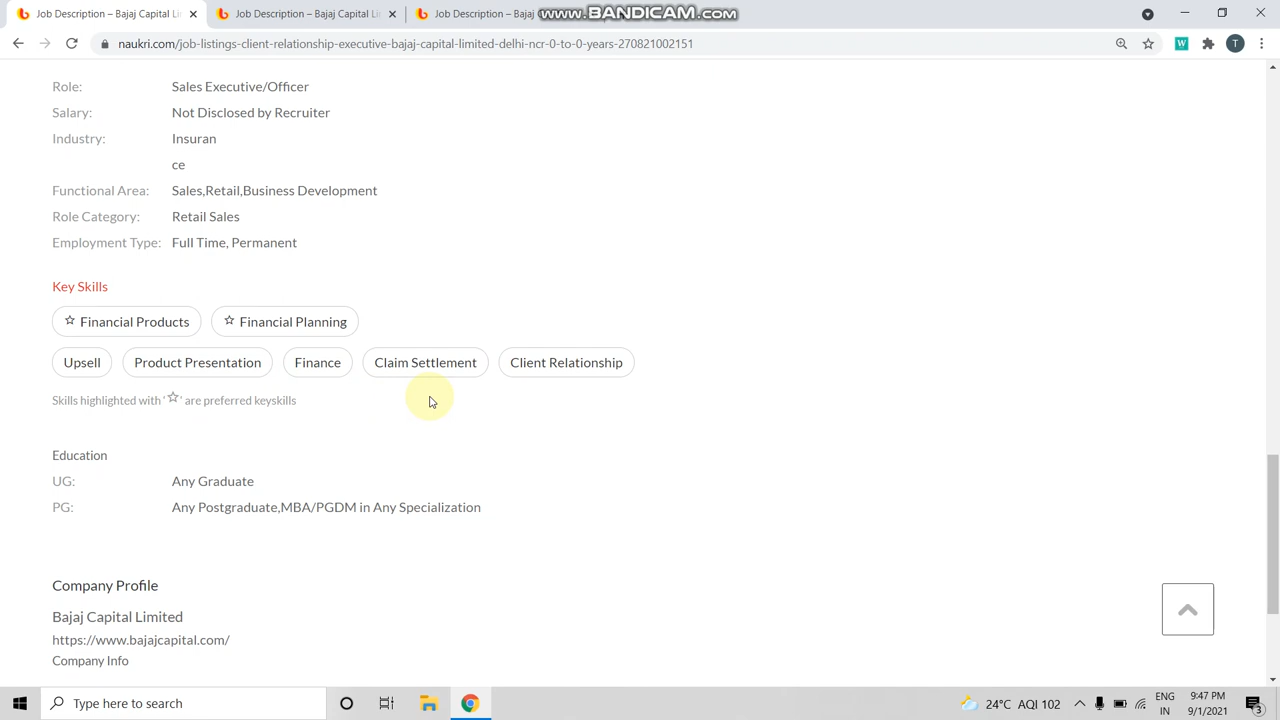 Job Description – Bajaj Capital Li
Job Description – Bajaj Capital Li
Job Description – Bajaj
www.BANDICAM.com
naukri.com/job-listings-client-relationship-executive-bajaj-capital-limited-delhi-ncr-0-to-0-years-270821002151
W
T
Role: Sales Executive/Officer
Salary: Not Disclosed by Recruiter
Industry: Insuran
ce
Functional Area: Sales,Retail,Business Development
Role Category: Retail Sales
Employment Type: Full Time, Permanent
Key Skills
Financial Products Financial Planning
Upsell Product Presentation Finance Claim Settlement Client Relationship
Skills highlighted with '☆' are preferred keyskills
Education
UG: Any Graduate
PG: Any Postgraduate,MBA/PGDM in Any Specialization
Company Profile
Bajaj Capital Limited
https://www.bajajcapital.com/
Company Info
Type here to search
24°C AQI 102
ENG
IN
9:47 PM
9/1/2021
3